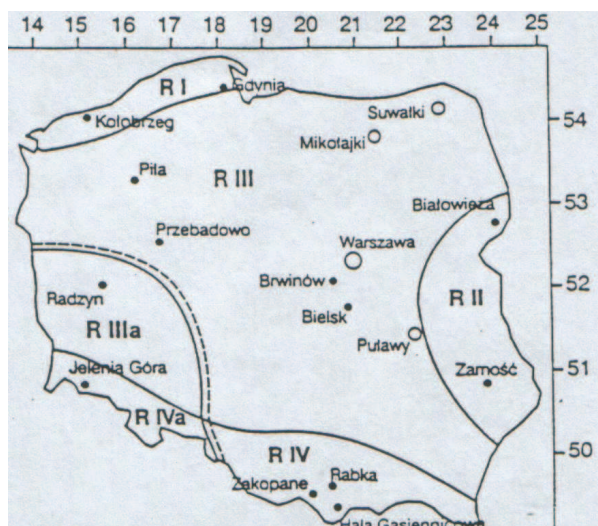 14 15 16 17 18 19 20 21 22 23 24 25
R I
Gdynia
Kołobrzeg
Suwałki
54
Mikołajki
Piła
R III
53
Białowieża
Przebadowo
Warszawa
Brwinów
52
Radzyn
R II
Bielsk
R IIIa
Puławy
51
Jelenia Góra
Zamość
R IVa
R IV
50
Rabka
Zakopane